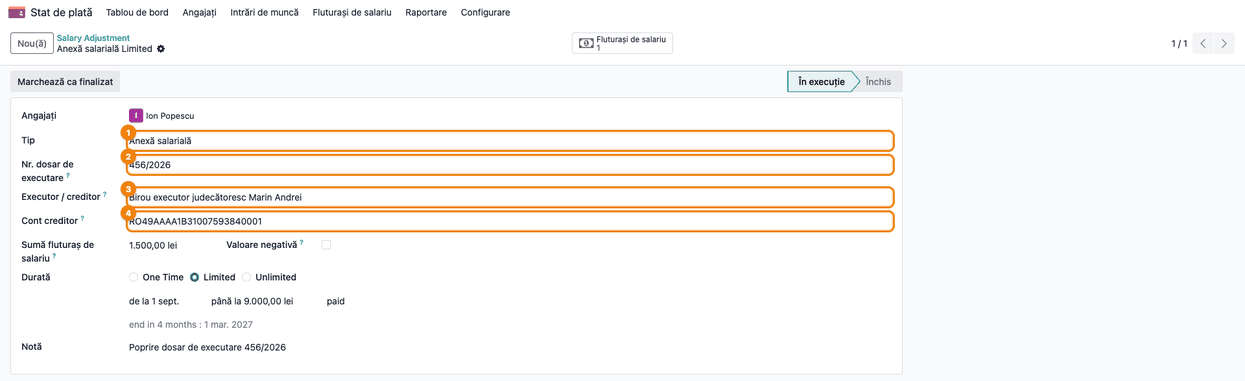 Stat de plată Tablou de bord Angajați Intrări de muncă Fluturași de salariu Raportare Configurare
Nou(ă) Salary Adjustment
Anexă salarială Limited
Fluturași de salariu
1
1 / 1
Marchează ca finalizat În execuție Închis
Angajați I Ion Popescu
1
Tip Anexă salarială
2
Nr. dosar de executare ? 456/2026
3
Executor / creditor ? Birou executor judecătoresc Marin Andrei
4
Cont creditor ? RO49AAAA1B31007593840001
Sumă fluturaș de salariu ? 1.500,00 lei Valoare negativă ?
Durată One Time Limited Unlimited
de la 1 sept. până la 9.000,00 lei paid
end in 4 months : 1 mar. 2027
Notă Poprire dosar de executare 456/2026